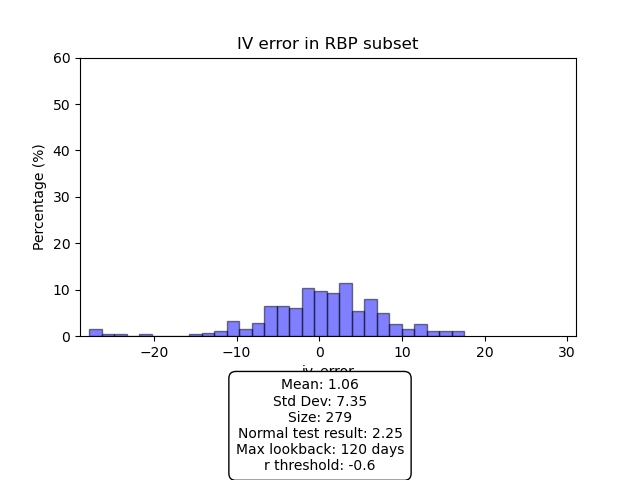 IV error in RBP subset
60
50
40
30
20
10
0
Percentage (%)
−20
−10
0
10
20
30
iv_error
Mean: 1.06
Std Dev: 7.35
Size: 279
Normal test result: 2.25
Max lookback: 120 days
r threshold: -0.6